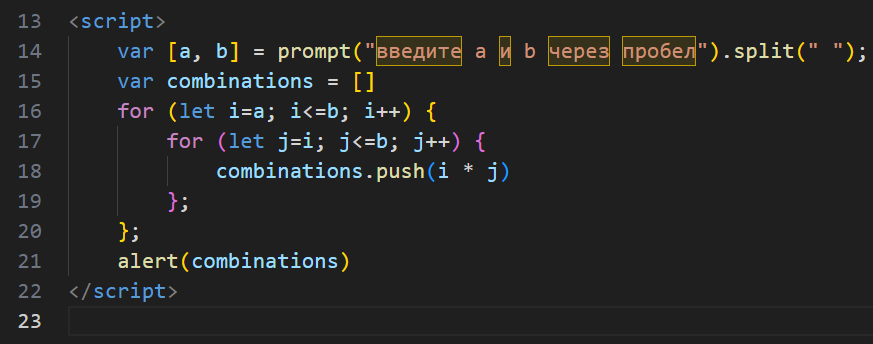 13 <script>
14     var [a, b] = prompt("введите a и b через пробел").split(" ");
15     var combinations = []
16     for (let i=a; i<=b; i++) {
17         for (let j=i; j<=b; j++) {
18             combinations.push(i * j)
19         };
20     };
21     alert(combinations)
22 </script>
23